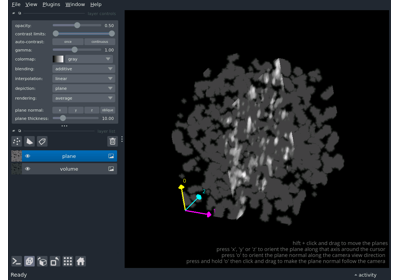 File View Plugins Window Help
opacity: 0.50
contrast limits:
auto-contrast: once continuous
gamma: 1.00
colormap: gray
blending: additive
interpolation: linear
depiction: plane
rendering: average
plane normal: x y z oblique
plane thickness: 10.00
plane
volume
0
2
shift + click and drag to move the planes
press 'x', 'y' or 'z' to orient the plane along that axis around the cursor
press 'o' to orient the plane normal along the camera view direction
press and hold 'o' then click and drag to make the plane normal follow the camera
Ready
activity